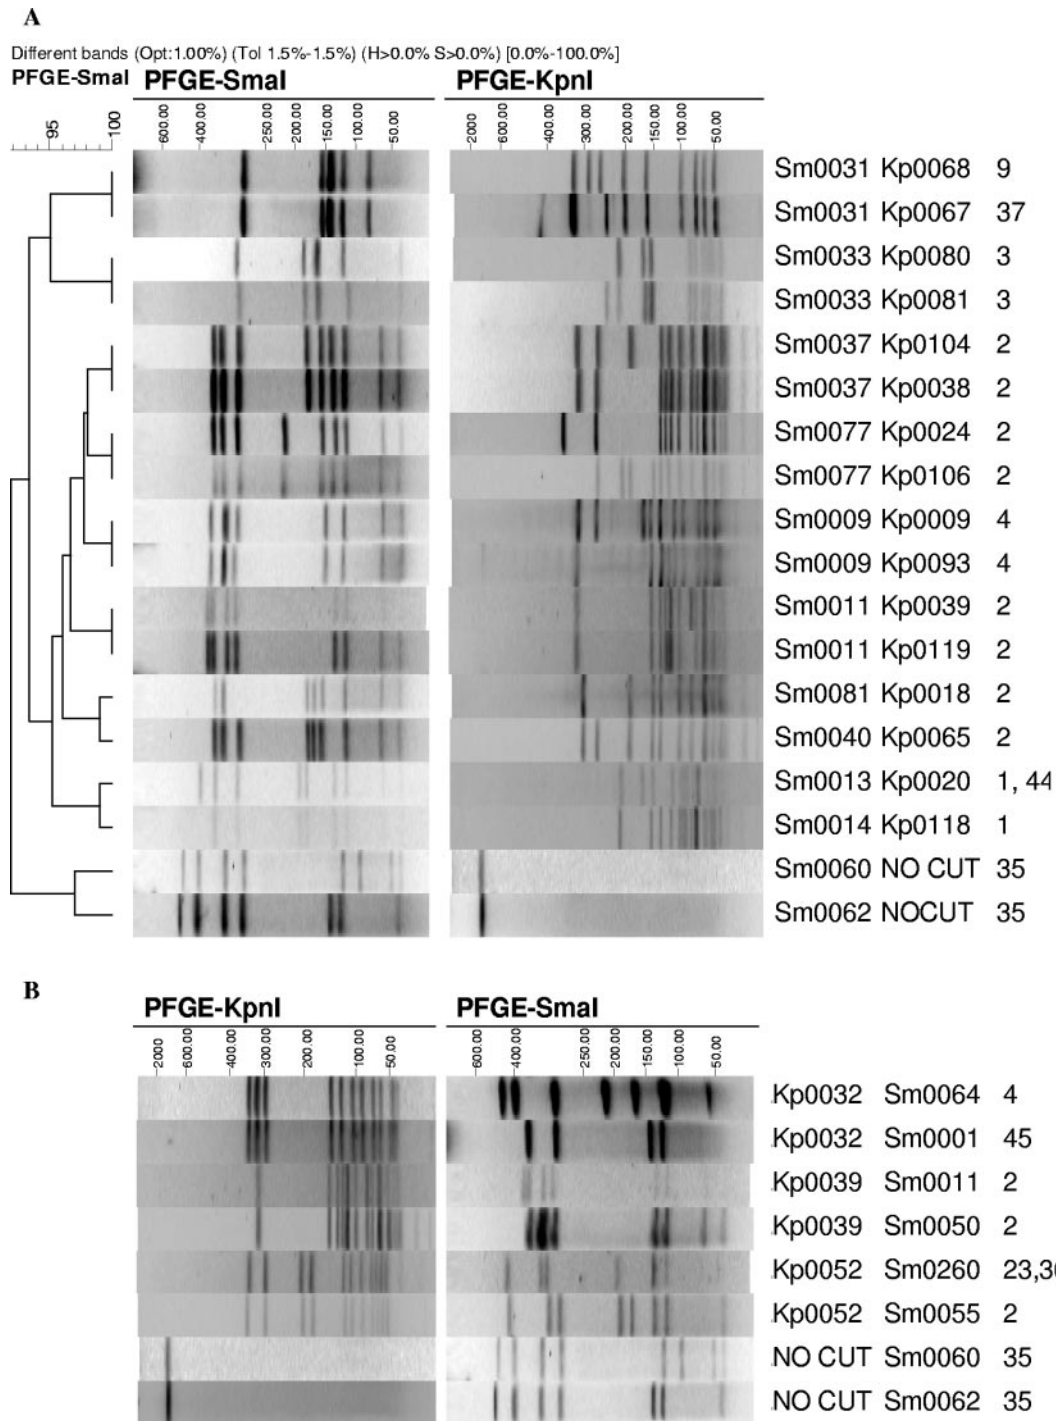 A
Different bands (Opt:1.00%) (Tol 1.5%-1.5%) (H>0.0% S>0.0%) [0.0%-100.0%]
PFGE-SmaI PFGE-SmaI PFGE-KpnI
95 100 600.00 400.00 250.00 200.00 150.00 100.00 50.00 2000 600.00 400.00 300.00 200.00 150.00 100.00 50.00
Sm0031 Kp0068 9
Sm0031 Kp0067 37
Sm0033 Kp0080 3
Sm0033 Kp0081 3
Sm0037 Kp0104 2
Sm0037 Kp0038 2
Sm0077 Kp0024 2
Sm0077 Kp0106 2
Sm0009 Kp0009 4
Sm0009 Kp0093 4
Sm0011 Kp0039 2
Sm0011 Kp0119 2
Sm0081 Kp0018 2
Sm0040 Kp0065 2
Sm0013 Kp0020 1, 44
Sm0014 Kp0118 1
Sm0060 NO CUT 35
Sm0062 NOCUT 35
B
PFGE-KpnI PFGE-SmaI
2000 600.00 400.00 300.00 200.00 100.00 50.00 600.00 400.00 250.00 200.00 150.00 100.00 50.00
Kp0032 Sm0064 4
Kp0032 Sm0001 45
Kp0039 Sm0011 2
Kp0039 Sm0050 2
Kp0052 Sm0260 23,
Kp0052 Sm0055 2
NO CUT Sm0060 35
NO CUT Sm0062 35